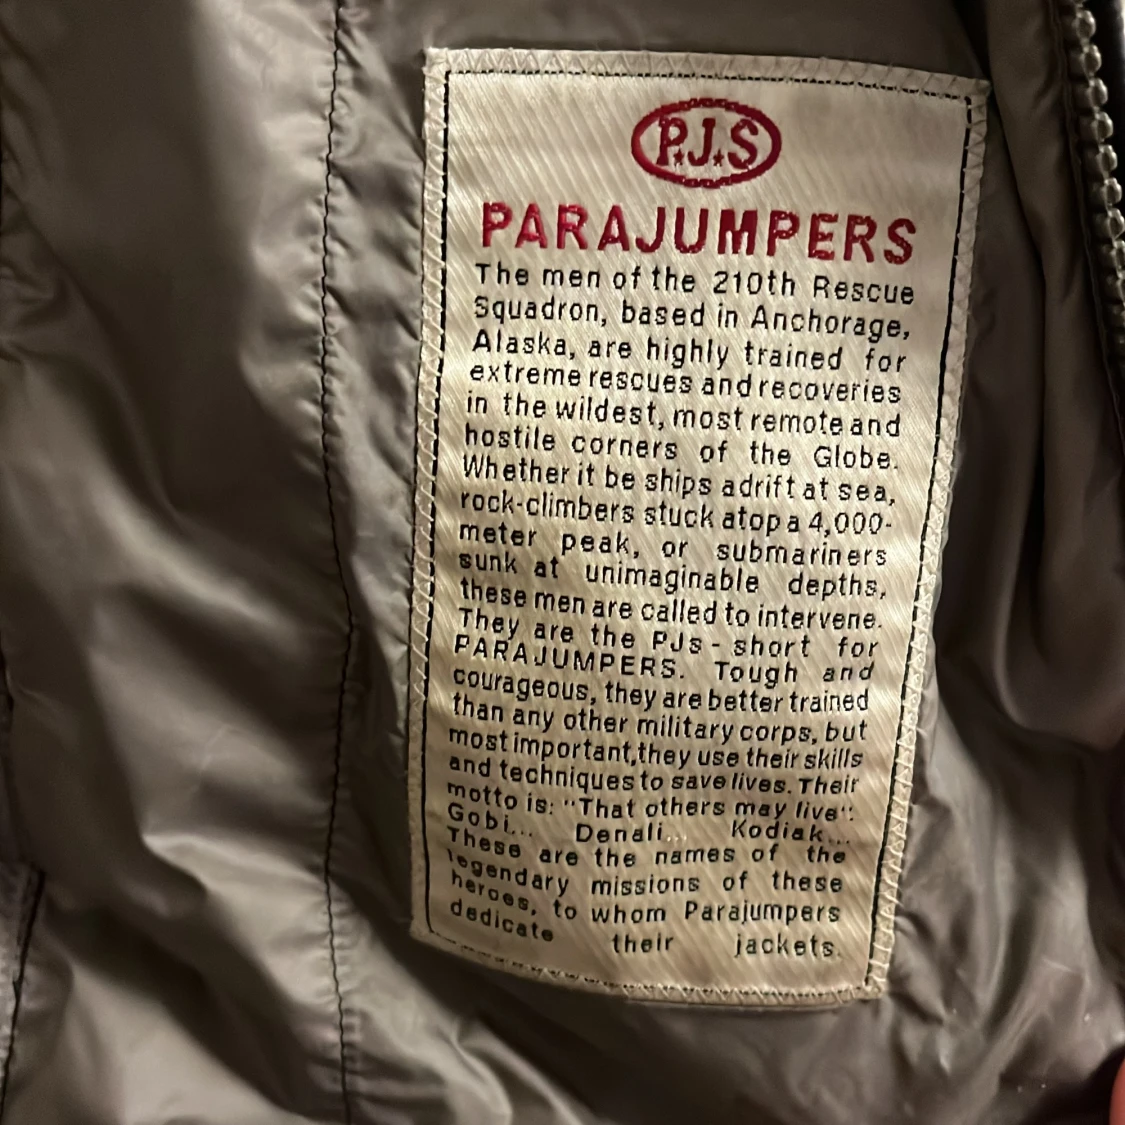 P.J.S
PARAJUMPERS
The men of the 210th Rescue
Squadron, based in Anchorage,
Alaska, are highly trained for
extreme rescues and recoveries
in the wildest, most remote and
hostile corners of the Globe.
Whether it be ships adrift at sea,
rock-climbers stuck atop a 4,000-
meter peak, or submariners
sunk at unimaginable depths,
these men are called to intervene.
They are the PJs - short for
PARAJUMPERS. Tough and
courageous, they are better trained
than any other military corps, but
most important,they use their skills
and techniques to save lives. Their
motto is: "That others may live":
Gobi... Denali... Kodiak...
These are the names of the
legendary missions of these
heroes, to whom Parajumpers
dedicate their jackets.